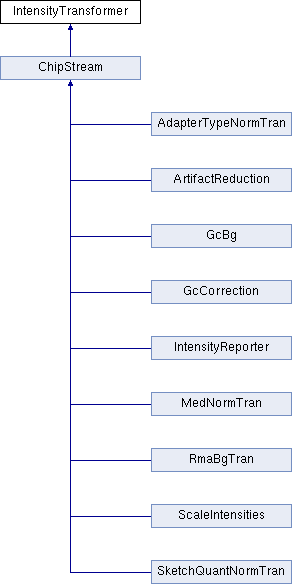 IntensityTransformer
ChipStream
AdapterTypeNormTran
ArtifactReduction
GcBg
GcCorrection
IntensityReporter
MedNormTran
RmaBgTran
ScaleIntensities
SketchQuantNormTran